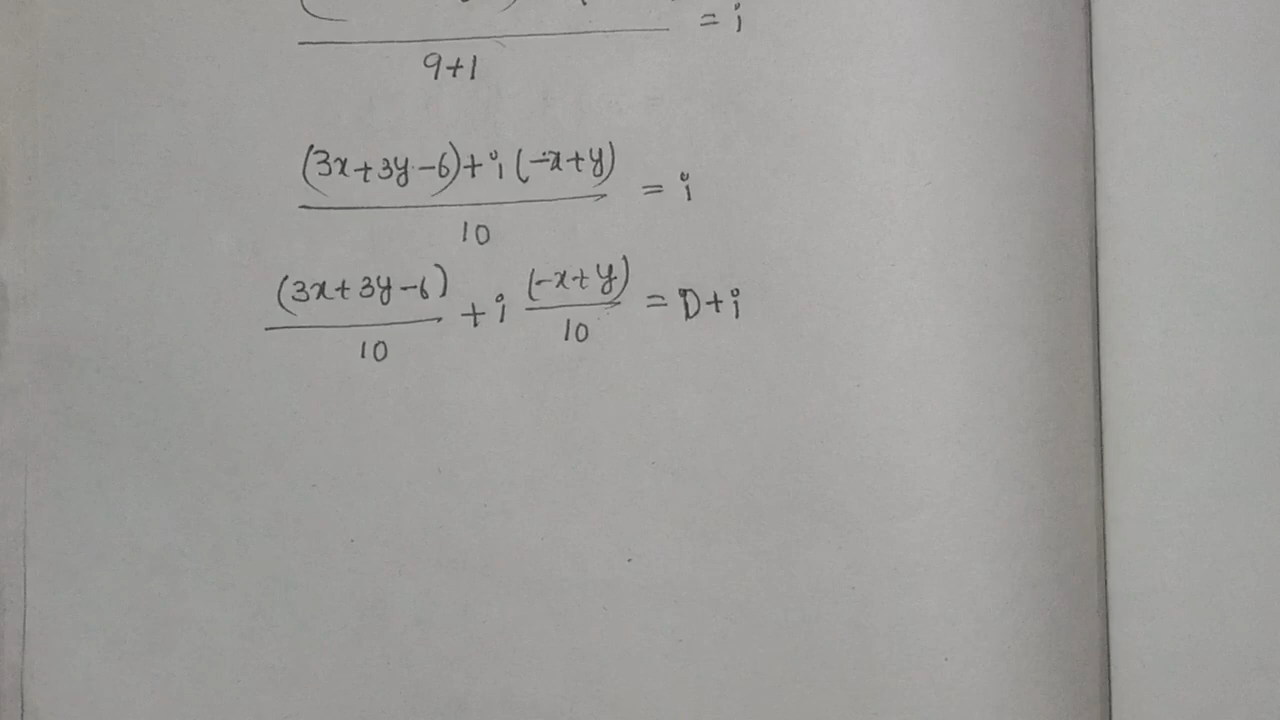 = i
9+1
(3x+3y-6)+i(-x+y) = i
10
(3x+3y-6) + i (-x+y) = 0+i
10 10